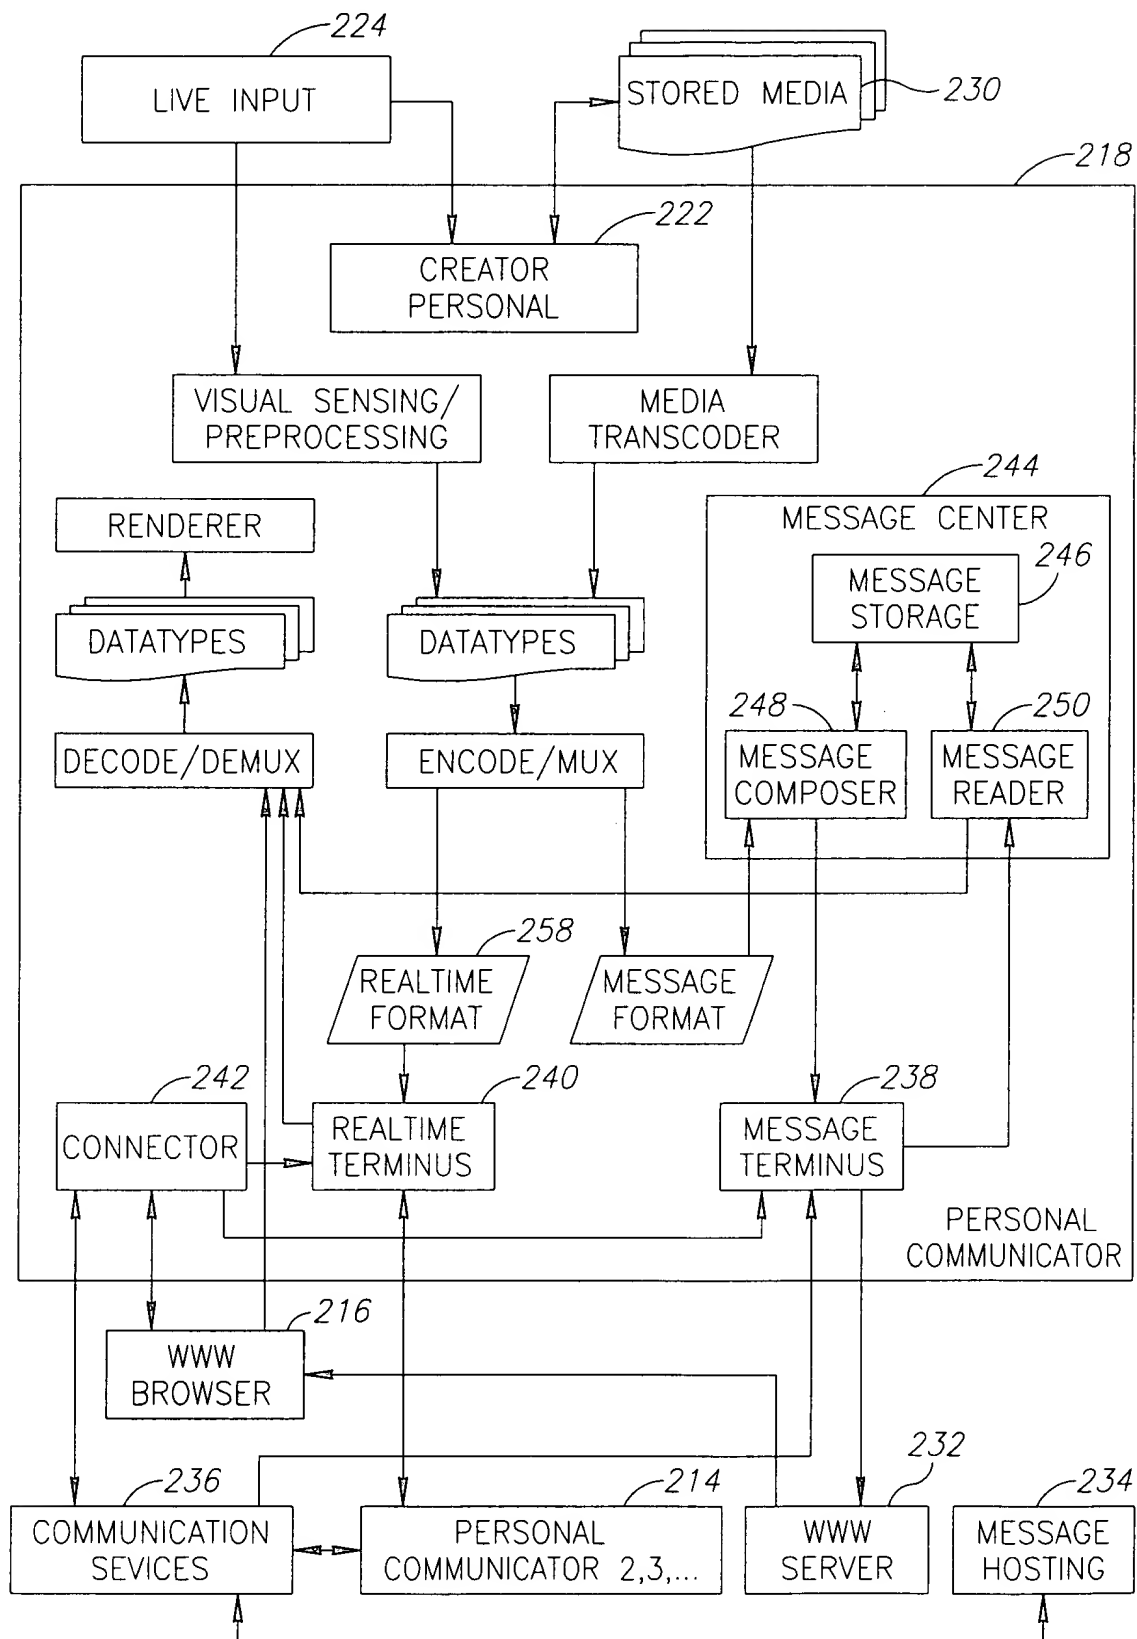 224
LIVE INPUT
STORED MEDIA
230
218
222
CREATOR
PERSONAL
VISUAL SENSING/
PREPROCESSING
MEDIA
TRANSCODER
244
MESSAGE CENTER
RENDERER
246
MESSAGE
STORAGE
DATATYPES
DATATYPES
248
250
DECODE/DEMUX
ENCODE/MUX
MESSAGE
COMPOSER
MESSAGE
READER
258
REALTIME
FORMAT
MESSAGE
FORMAT
242
240
238
CONNECTOR
REALTIME
TERMINUS
MESSAGE
TERMINUS
PERSONAL
COMMUNICATOR
216
WWW
BROWSER
236
214
232
234
COMMUNICATION
SEVICES
PERSONAL
COMMUNICATOR 2,3,...
WWW
SERVER
MESSAGE
HOSTING